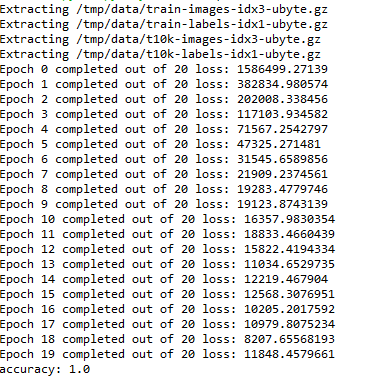 Extracting /tmp/data/train-images-idx3-ubyte.gz
Extracting /tmp/data/train-labels-idx1-ubyte.gz
Extracting /tmp/data/t10k-images-idx3-ubyte.gz
Extracting /tmp/data/t10k-labels-idx1-ubyte.gz
Epoch 0 completed out of 20 loss: 1586499.27139
Epoch 1 completed out of 20 loss: 382834.980574
Epoch 2 completed out of 20 loss: 202008.338456
Epoch 3 completed out of 20 loss: 117103.934582
Epoch 4 completed out of 20 loss: 71567.2542797
Epoch 5 completed out of 20 loss: 47325.271481
Epoch 6 completed out of 20 loss: 31545.6589856
Epoch 7 completed out of 20 loss: 21909.2374561
Epoch 8 completed out of 20 loss: 19283.4779746
Epoch 9 completed out of 20 loss: 19123.8743139
Epoch 10 completed out of 20 loss: 16357.9830354
Epoch 11 completed out of 20 loss: 18833.4660439
Epoch 12 completed out of 20 loss: 15822.4194334
Epoch 13 completed out of 20 loss: 11034.6529735
Epoch 14 completed out of 20 loss: 12219.467904
Epoch 15 completed out of 20 loss: 12568.3076951
Epoch 16 completed out of 20 loss: 10205.2017592
Epoch 17 completed out of 20 loss: 10979.8075234
Epoch 18 completed out of 20 loss: 8207.65568193
Epoch 19 completed out of 20 loss: 11848.4579661
accuracy: 1.0